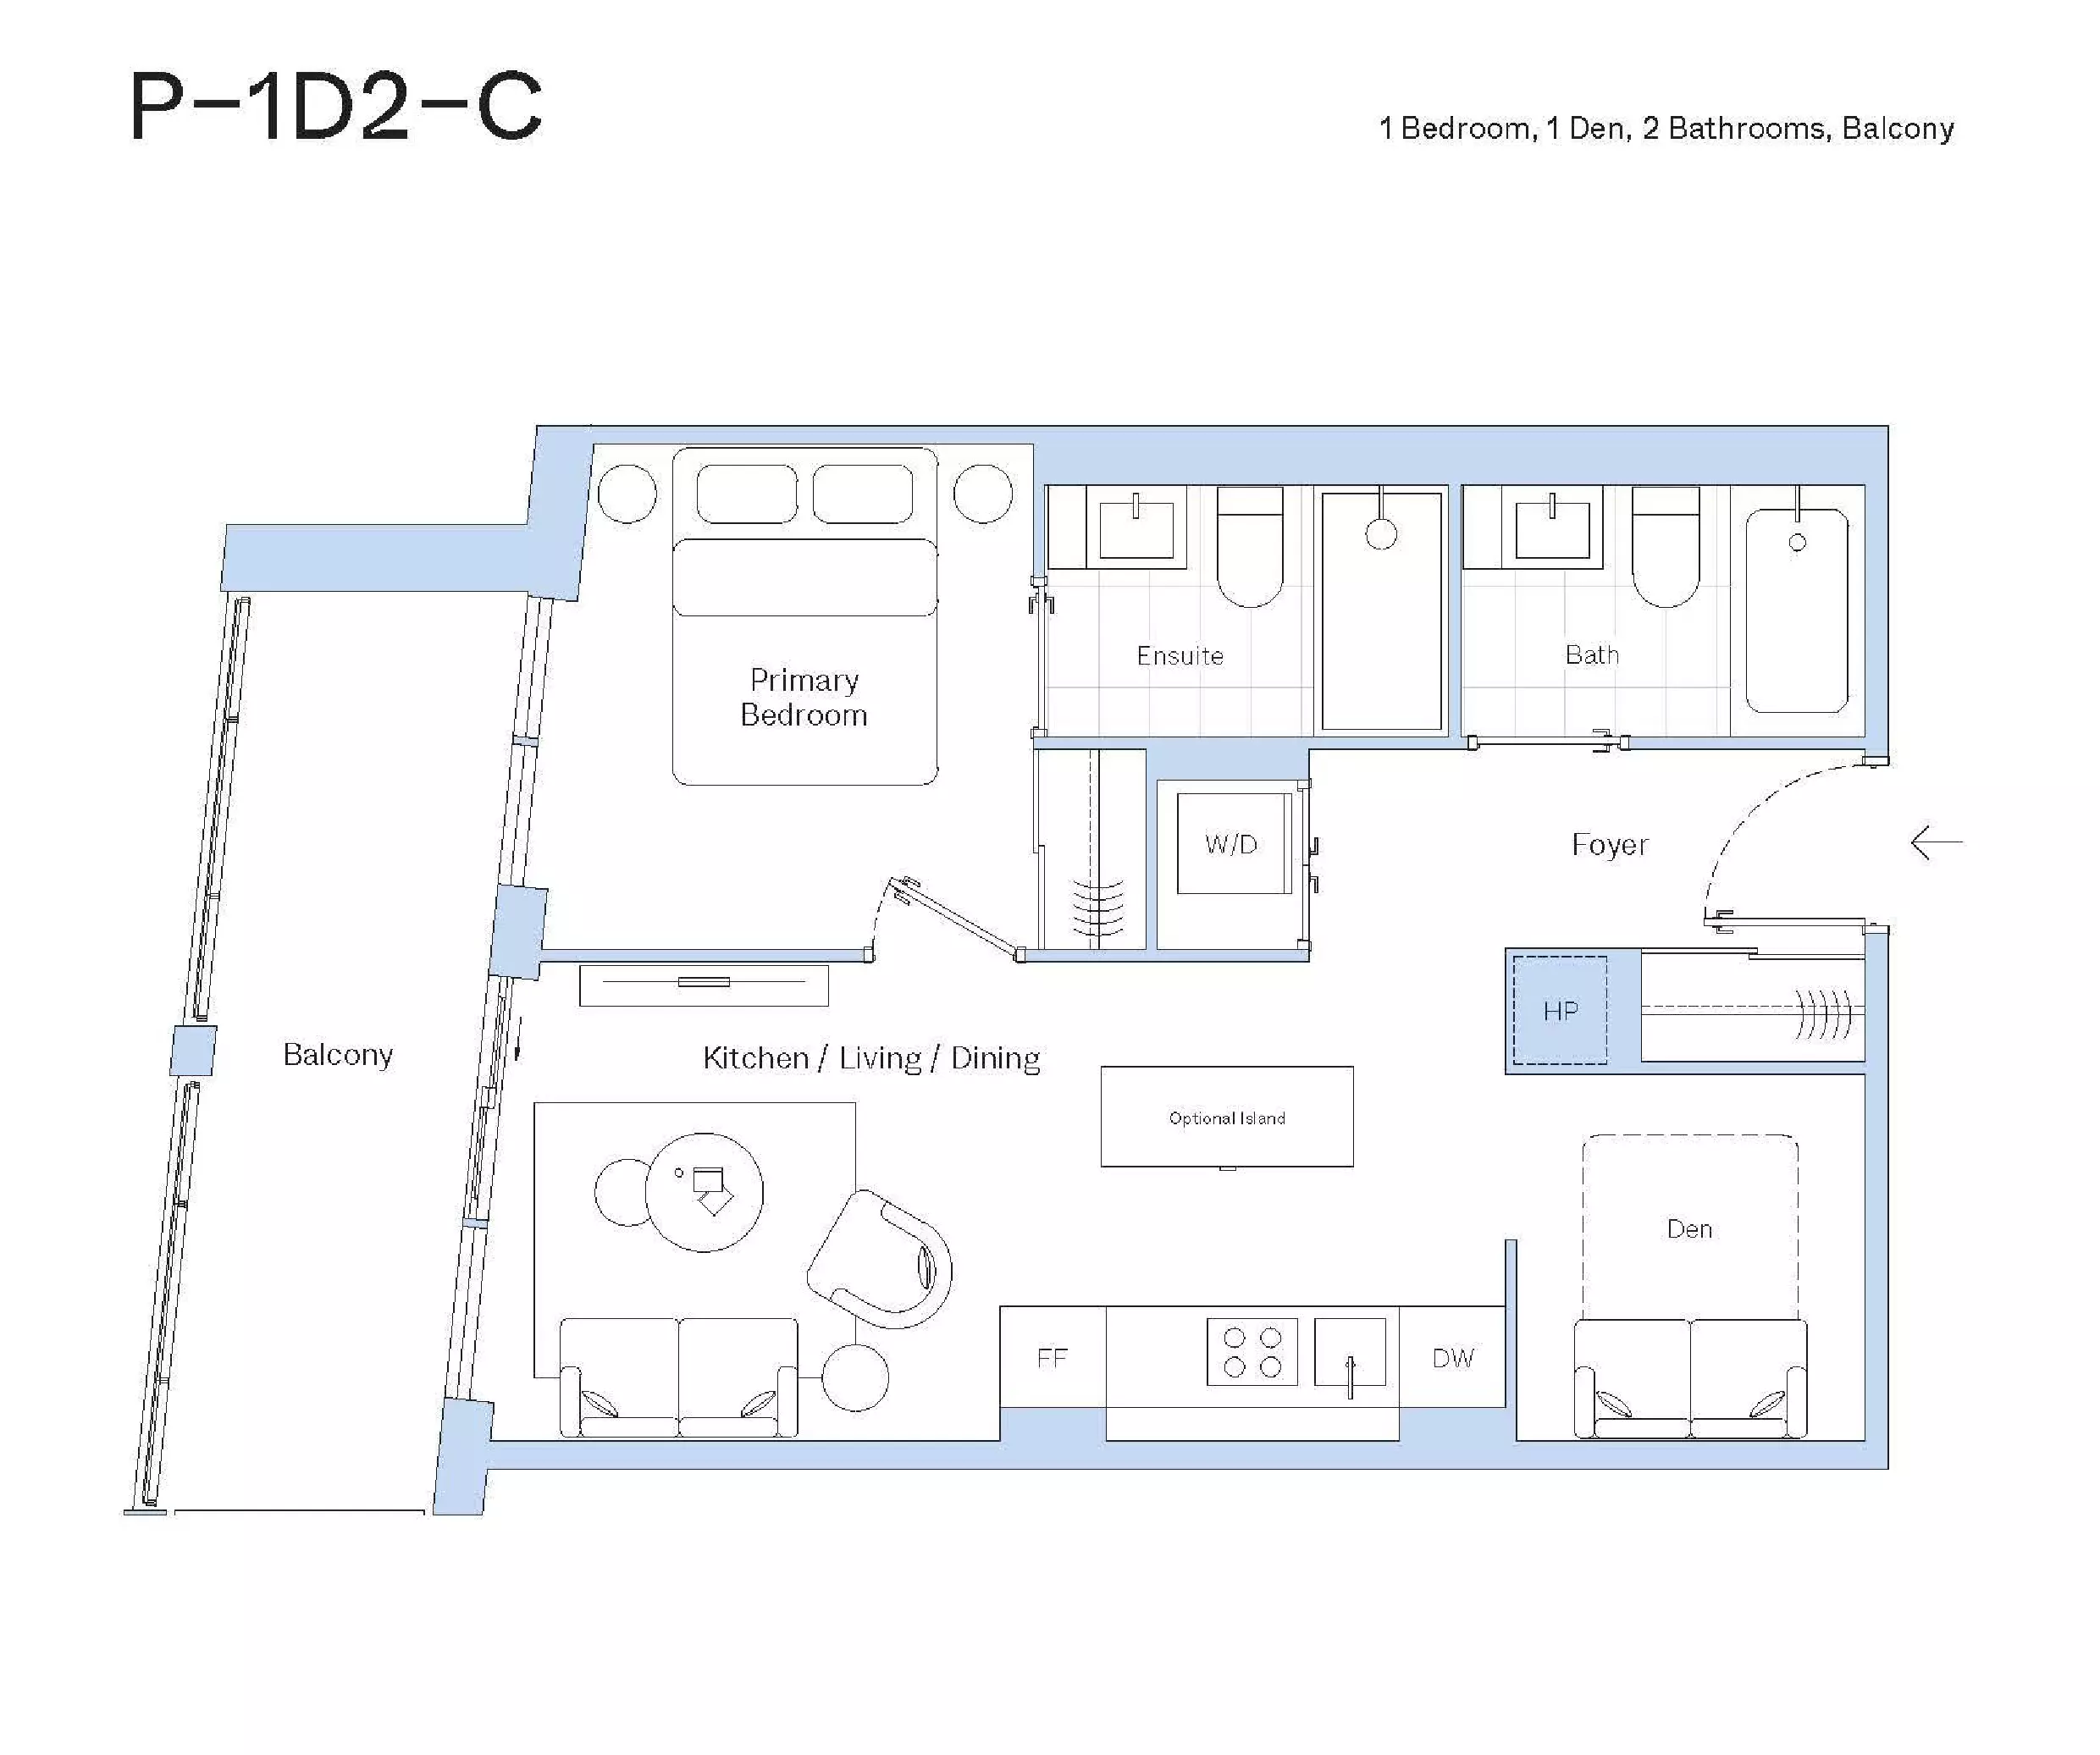 P–1D2–C
1 Bedroom, 1 Den, 2 Bathrooms, Balcony
Primary
Bedroom
Ensuite
Bath
W/D
Foyer
HP
Balcony
Kitchen / Living / Dining
Optional Island
Den
FF
DW